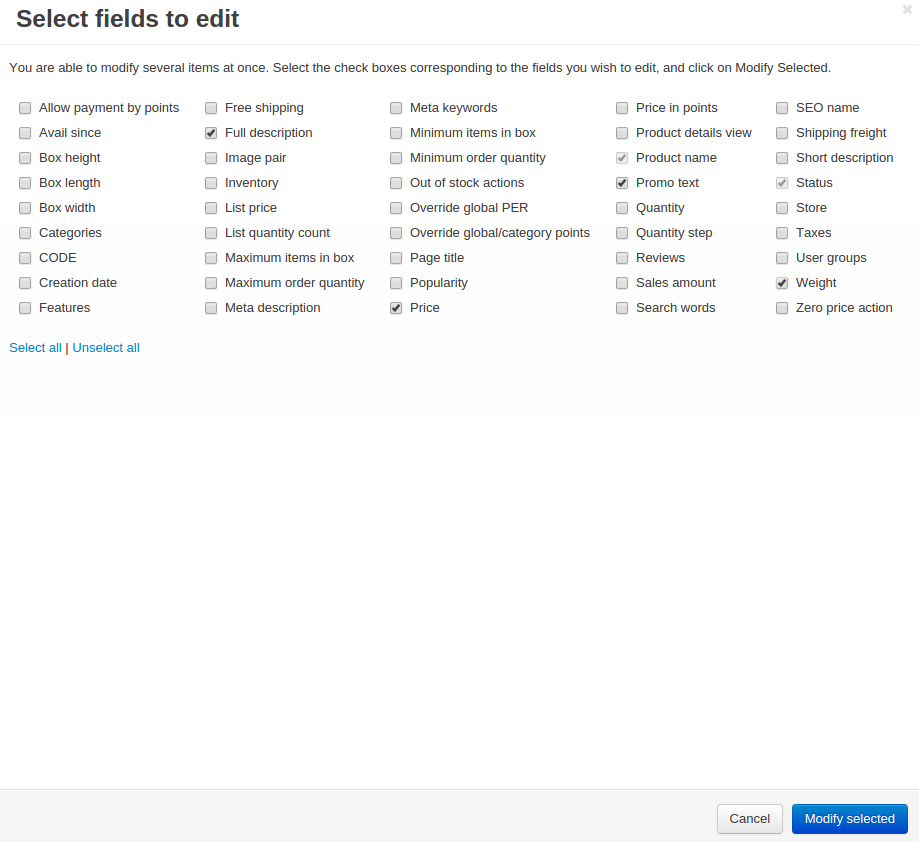 Select fields to edit
You are able to modify several items at once. Select the check boxes corresponding to the fields you wish to edit, and click on Modify Selected.
Allow payment by points
Avail since
Box height
Box length
Box width
Categories
CODE
Creation date
Features
Free shipping
Full description
Image pair
Inventory
List price
List quantity count
Maximum items in box
Maximum order quantity
Meta description
Meta keywords
Minimum items in box
Minimum order quantity
Out of stock actions
Override global PER
Override global/category points
Page title
Popularity
Price
Price in points
Product details view
Product name
Promo text
Quantity
Quantity step
Reviews
Sales amount
Search words
SEO name
Shipping freight
Short description
Status
Store
Taxes
User groups
Weight
Zero price action
Select all | Unselect all
Cancel Modify selected